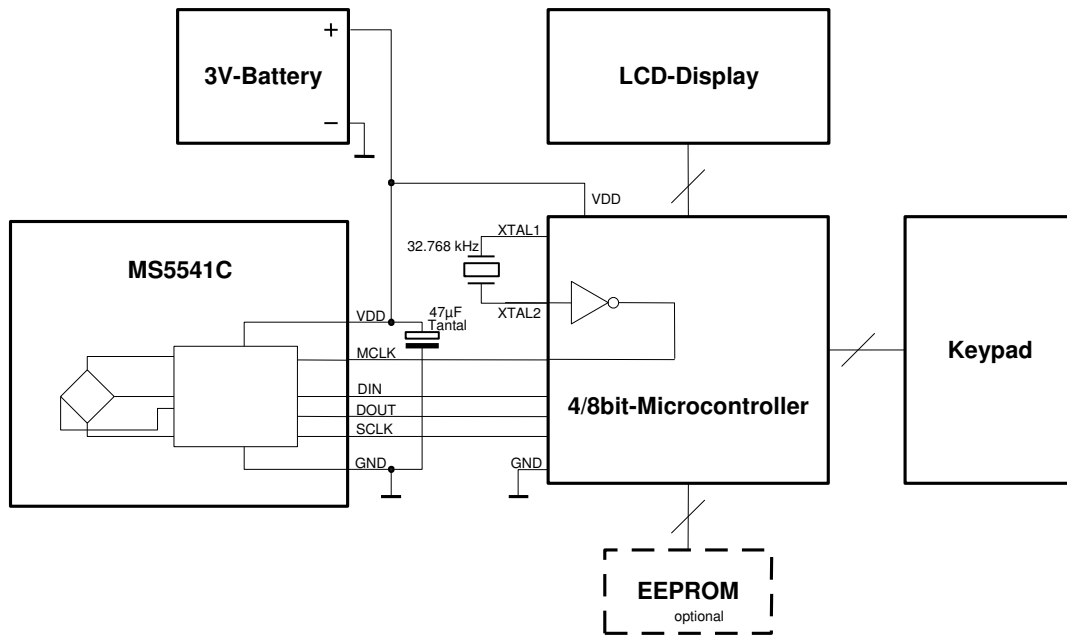 +
3V-Battery
−
LCD-Display
VDD
MS5541C
XTAL1
32.768 kHz
XTAL2
47µF
Tantal
VDD
MCLK
DIN
DOUT
SCLK
GND
GND
4/8bit-Microcontroller
Keypad
EEPROM
optional